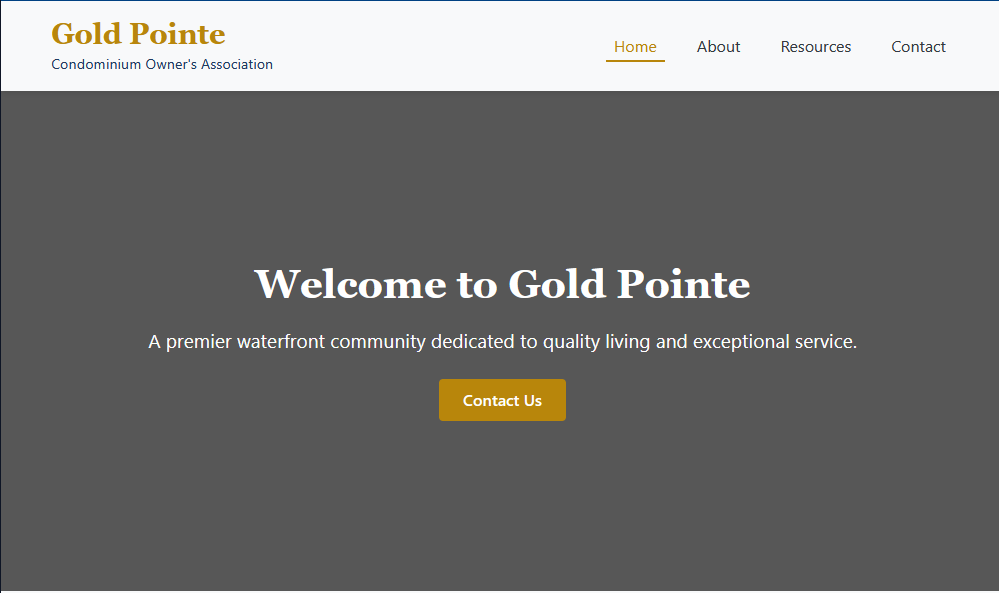 Gold Pointe
Condominium Owner's Association
Home About Resources Contact
Welcome to Gold Pointe
A premier waterfront community dedicated to quality living and exceptional service.
Contact Us